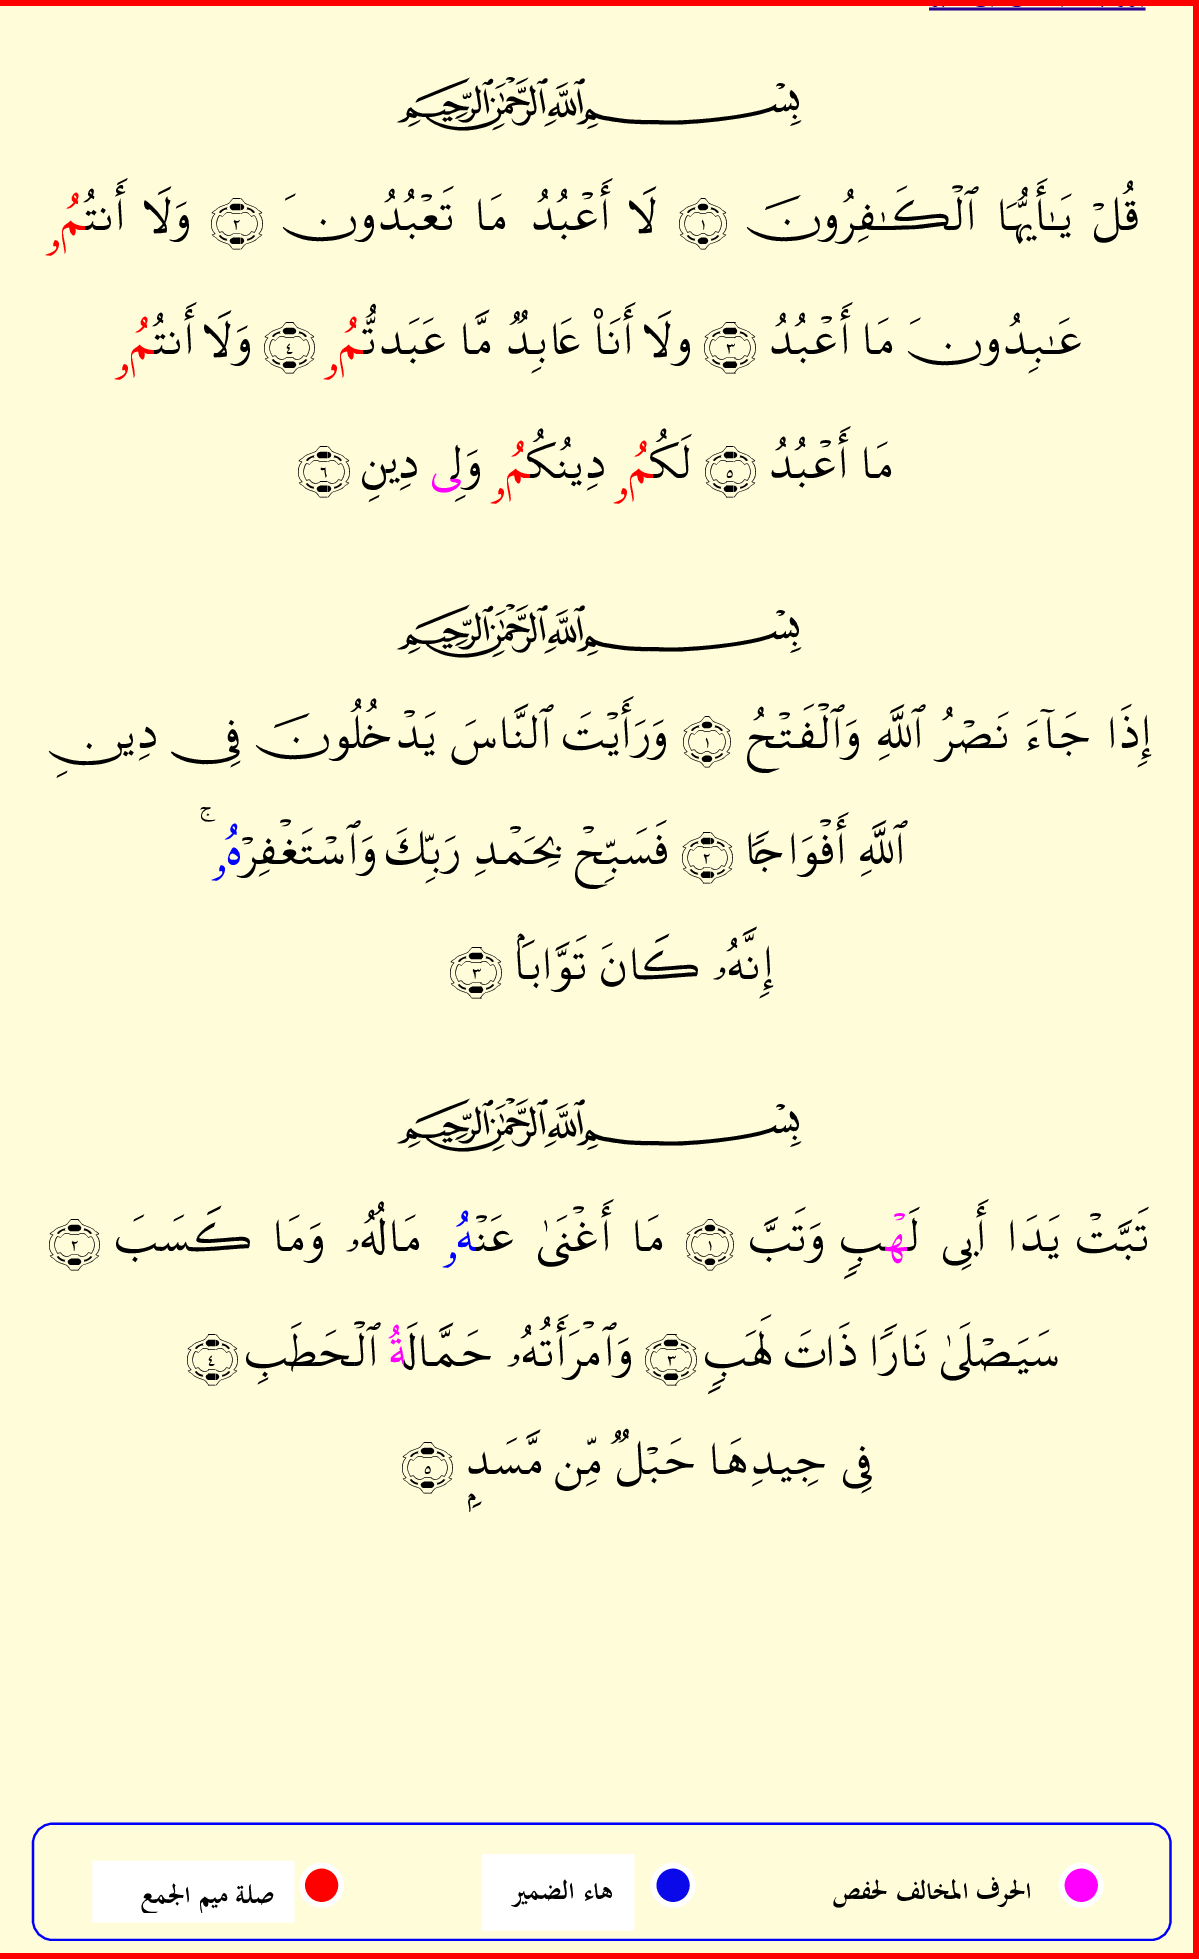 بِسْمِ ٱللَّهِ ٱلرَّحْمَٰنِ ٱلرَّحِيمِ
قُلْ يَـٰٓأَيُّهَا ٱلْكَـٰفِرُونَ ١ لَا أَعْبُدُ مَا تَعْبُدُونَ ٢ وَلَا أَنتُمُۥ
عَـٰبِدُونَ مَا أَعْبُدُ ٣ ولَا أَنَا۠ عَابِدٌ مَّا عَبَدتُّمُۥ ٤ وَلَا أَنتُمُۥ
مَا أَعْبُدُ ٥ لَكُمُۥ دِينُكُمُۥ وَلِى دِينِ ٦
بِسْمِ ٱللَّهِ ٱلرَّحْمَٰنِ ٱلرَّحِيمِ
إِذَا جَآءَ نَصْرُ ٱللَّهِ وَٱلْفَتْحُ ١ وَرَأَيْتَ ٱلنَّاسَ يَدْخُلُونَ فِى دِينِ
ٱللَّهِ أَفْوَاجًا ٢ فَسَبِّحْ بِحَمْدِ رَبِّكَ وَٱسْتَغْفِرْهُۥ ۚ
إِنَّهُۥ كَانَ تَوَّابَۢا ٣
بِسْمِ ٱللَّهِ ٱلرَّحْمَٰنِ ٱلرَّحِيمِ
تَبَّتْ يَدَا أَبِى لَهْبٍ وَتَبَّ ١ مَا أَغْنَىٰ عَنْهُۥ مَالُهُۥ وَمَا كَسَبَ ٢
سَيَصْلَىٰ نَارًا ذَاتَ لَهَبٍ ٣ وَٱمْرَأَتُهُۥ حَمَّالَةُ ٱلْحَطَبِ ٤
فِى جِيدِهَا حَبْلٌ مِّن مَّسَدٍۭ ٥
الحرف المخالف لحفص
هاء الضمير
صلة ميم الجمع